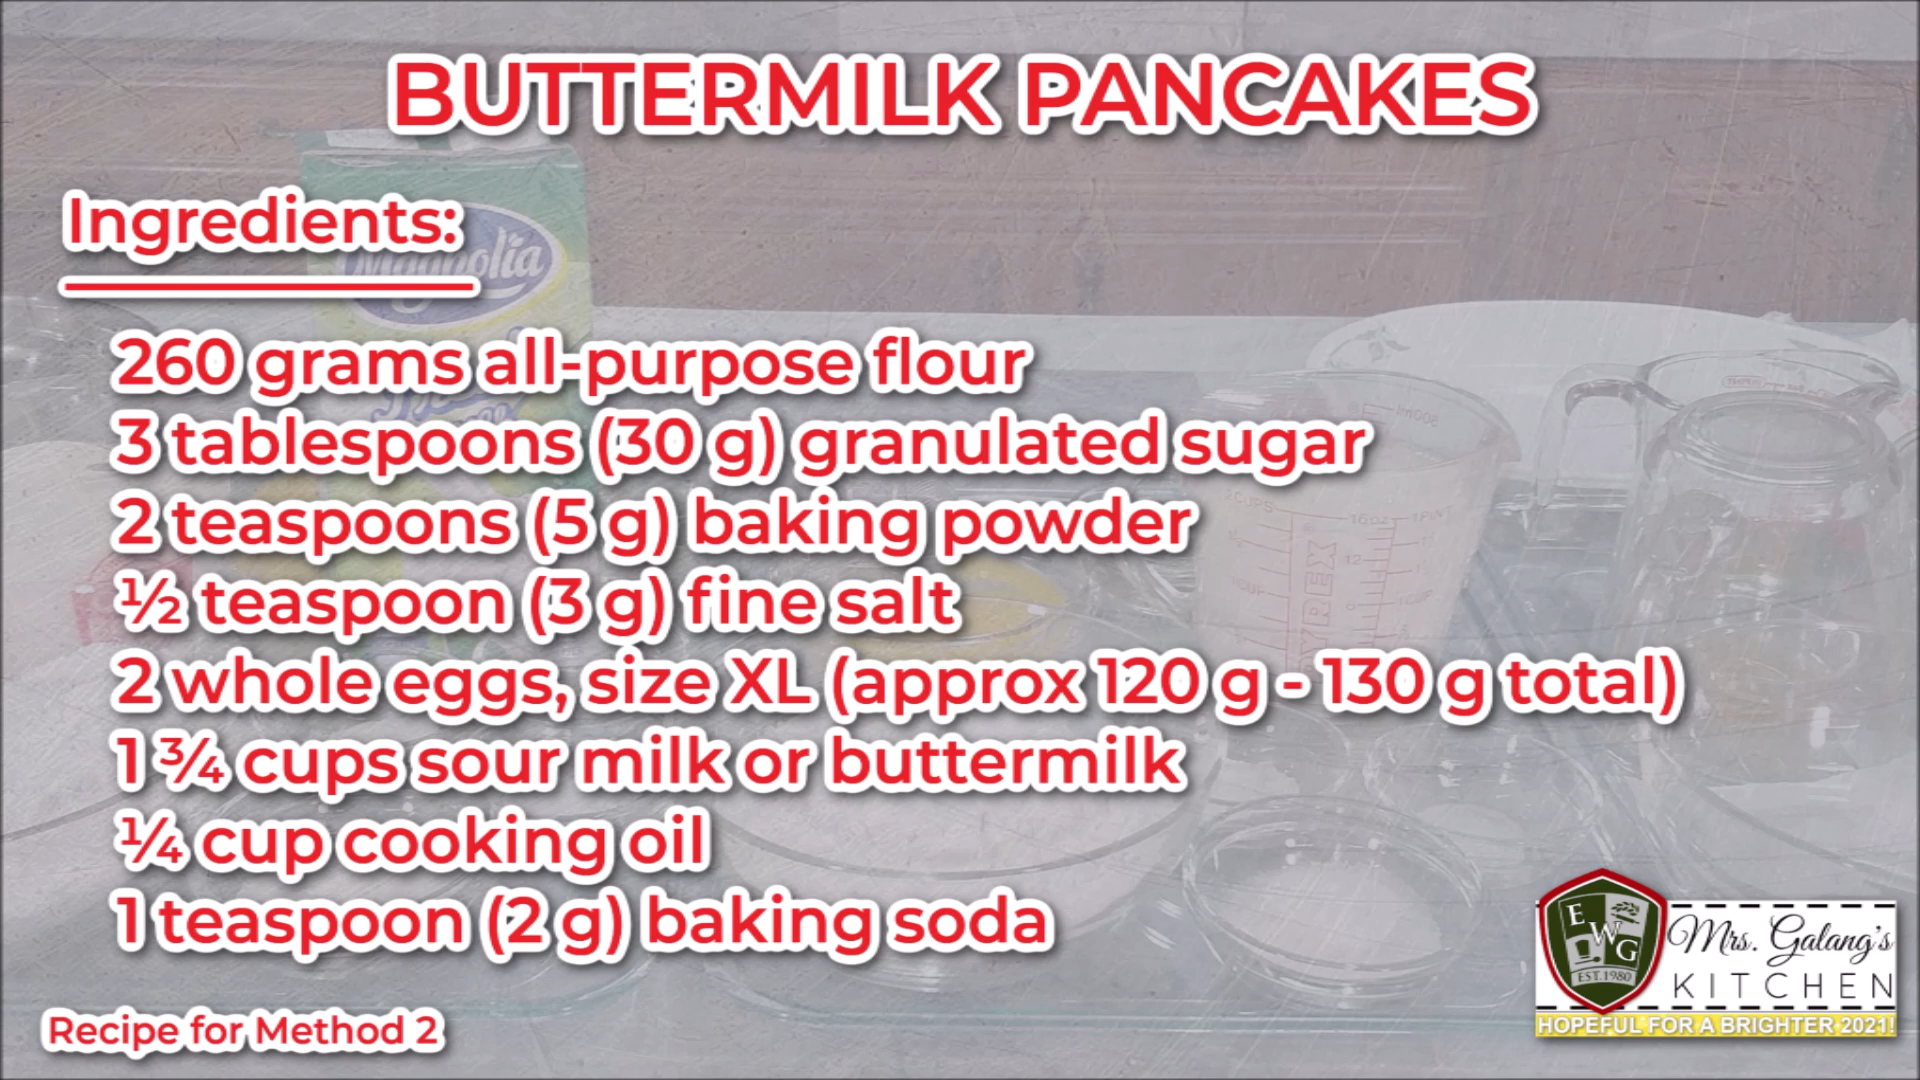 BUTTERMILK PANCAKES
Ingredients:
Magnolia
260 grams all-purpose flour
3 tablespoons (30 g) granulated sugar
2 teaspoons (5 g) baking powder
½ teaspoon (3 g) fine salt
2 whole eggs, size XL (approx 120 g - 130 g total)
1 ¾ cups sour milk or buttermilk
¼ cup cooking oil
1 teaspoon (2 g) baking soda
Recipe for Method 2
PYREX
EWG
EST. 1980
Mrs. Galang's
KITCHEN
HOPEFUL FOR A BRIGHTER 2021!